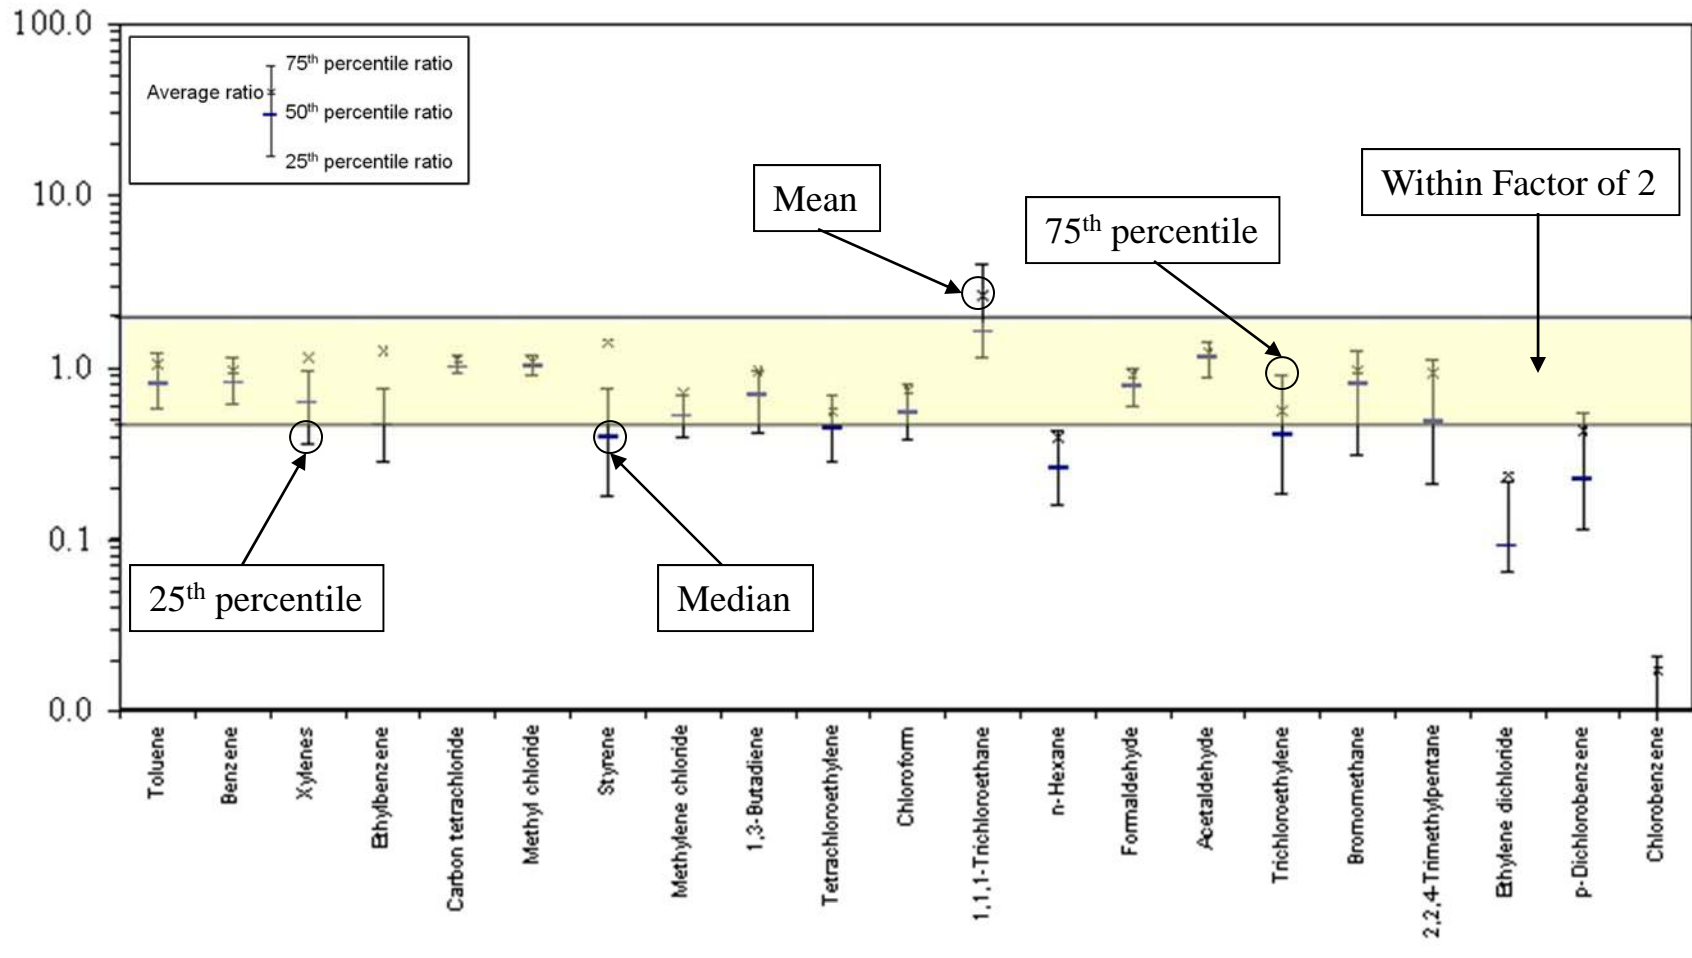 100.0
10.0
1.0
0.1
0.0
75th percentile ratio
Average ratio
50th percentile ratio
25th percentile ratio
Mean
75th percentile
Within Factor of 2
25th percentile
Median
Toluene
Benzene
Xylenes
Ethylbenzene
Carbon tetrachloride
Methyl chloride
Styrene
Methylene chloride
1,3-Butadiene
Tetrachloroethylene
Chloroform
1,1,1-Trichloroethane
n-Hexane
Formaldehyde
Acetaldehyde
Trichloroethylene
Bromomethane
2,2,4-Trimethylpentane
Ethylene dichloride
p-Dichlorobenzene
Chlorobenzene